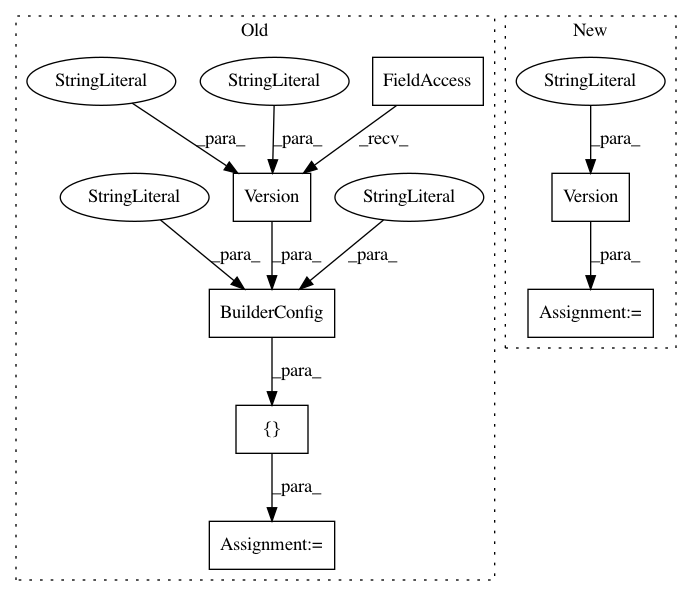 Old
New
StringLiteral
StringLiteral
FieldAccess
StringLiteral
_para_
_para_
_recv_
_para_
StringLiteral
Version
StringLiteral
Version
_para_
_para_
_para_
_para_
BuilderConfig
Assignment:=
_para_
{}
_para_
Assignment:=